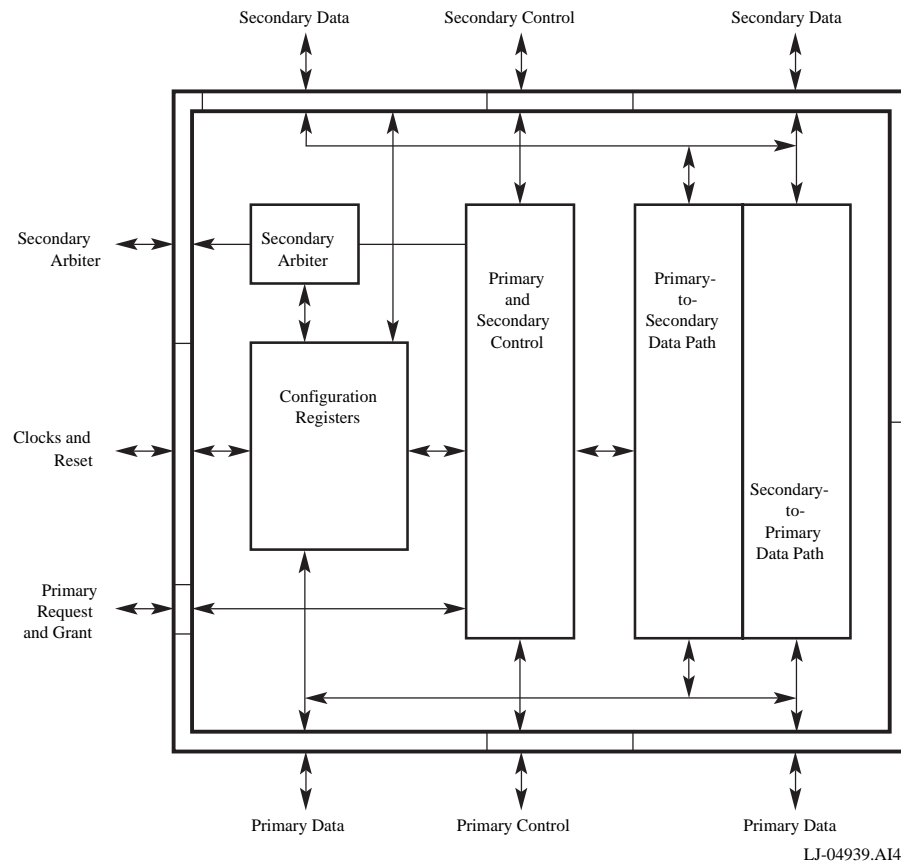 Secondary Data
Secondary Control
Secondary Data
Secondary
Arbiter
Secondary
Arbiter
Primary
and
Secondary
Control
Primary-
to-
Secondary
Data Path
Configuration
Registers
Clocks and
Reset
Secondary-
to-
Primary
Data Path
Primary
Request
and Grant
Primary Data
Primary Control
Primary Data
LJ-04939.AI4